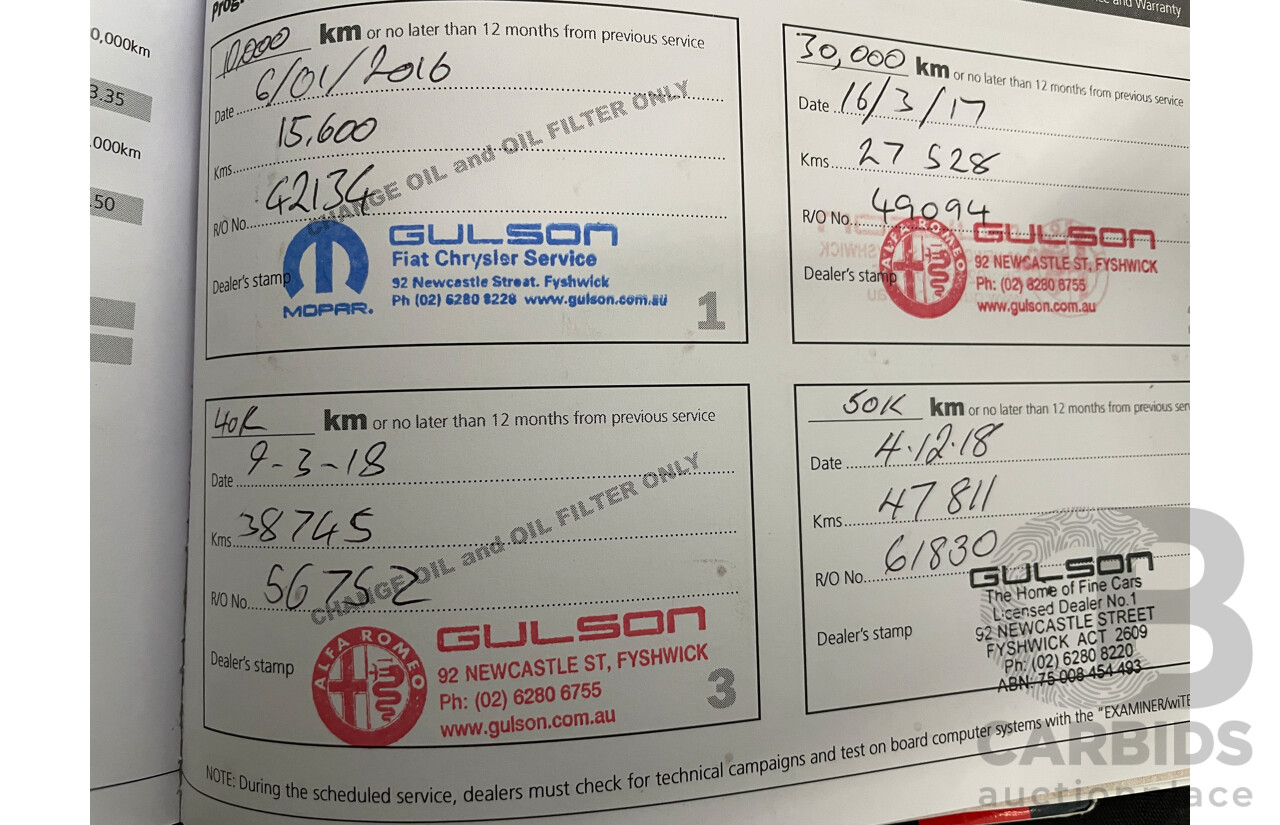 0,000km
3.35
.000km
.50
and Warranty
10,000 km or no later than 12 months from previous service
Date 6/01/2016
Kms 15,600
R/O No. 42134
CHANGE OIL and OIL FILTER ONLY
Dealer's stamp
MOPAR.
GULSON
Fiat Chrysler Service
92 Newcastle Street. Fyshwick
Ph (02) 6280 8228 www.gulson.com.au
1
30,000 km or no later than 12 months from previous service
Date 16/3/17
Kms 27 528
R/O No. 49094
Dealer's stamp
ALFA ROMEO
GULSON
92 NEWCASTLE ST, FYSHWICK
Ph: (02) 6280 6755
www.gulson.com.au
40K km or no later than 12 months from previous service
Date 9-3-18
Kms 38745
R/O No. 56752
CHANGE OIL and OIL FILTER ONLY
Dealer's stamp
ALFA ROMEO
GULSON
92 NEWCASTLE ST, FYSHWICK
Ph: (02) 6280 6755
www.gulson.com.au
3
50K km or no later than 12 months from previous ser
Date 4.12.18
Kms 47811
R/O No. 61830
Dealer's stamp
GULSON
The Home of Fine Cars
Licensed Dealer No.1
92 NEWCASTLE STREET
FYSHWICK ACT 2609
Ph: (02) 6280 8220
ABN: 75 008 454 493
NOTE: During the scheduled service, dealers must check for technical campaigns and test on board computer systems with the "EXAMINER/wiTE
CARBIDS
auctionplace